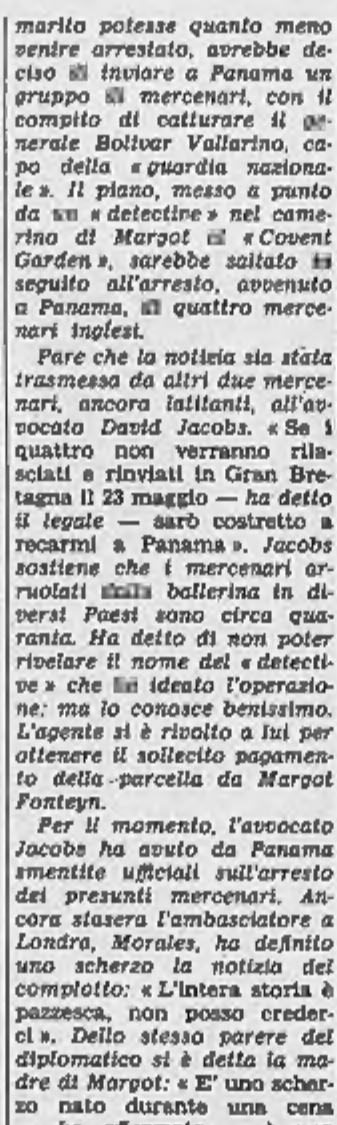 marito potesse quanto meno
venire arrestato, avrebbe de-
ciso inviare a Panama un
gruppo mercenari, con il
compito di catturare il ge-
nerale Bolivar Vallarino, ca-
po della « guardia naziona-
le ». Il piano, messo a punto
da un « detective » nel came-
rino di Margot « Covent
Garden », sarebbe saltato in
seguito all'arresto, avvenuto
a Panama, quattro merce-
nari inglesi.
Pare che la notizia sia stata
trasmessa da altri due merce-
nari, ancora latitanti, all'av-
vocato David Jacobs. « Se i
quattro non verranno rila-
sciati e rinviati in Gran Bre-
tagna il 23 maggio — ha detto
il legale — sarò costretto a
recarmi a Panama ». Jacobs
sostiene che i mercenari ar-
ruolati dalla ballerina in di-
versi Paesi sono circa qua-
ranta. Ha detto di non poter
rivelare il nome del « detecti-
ve » che ha ideato l'operazio-
ne; ma lo conosce benissimo.
L'agente si è rivolto a lui per
ottenere il sollecito pagamen-
to della parcella da Margot
Fonteyn.
Per il momento, l'avvocato
Jacobs ha avuto da Panama
smentite ufficiali sull'arresto
dei presunti mercenari. An-
cora stasera l'ambasciatore a
Londra, Morales, ha definito
uno scherzo la notizia del
complotto: « L'intera storia è
pazzesca, non posso creder-
ci ». Dello stesso parere del
diplomatico si è detta la ma-
dre di Margot: « E' uno scher-
zo nato durante una cena